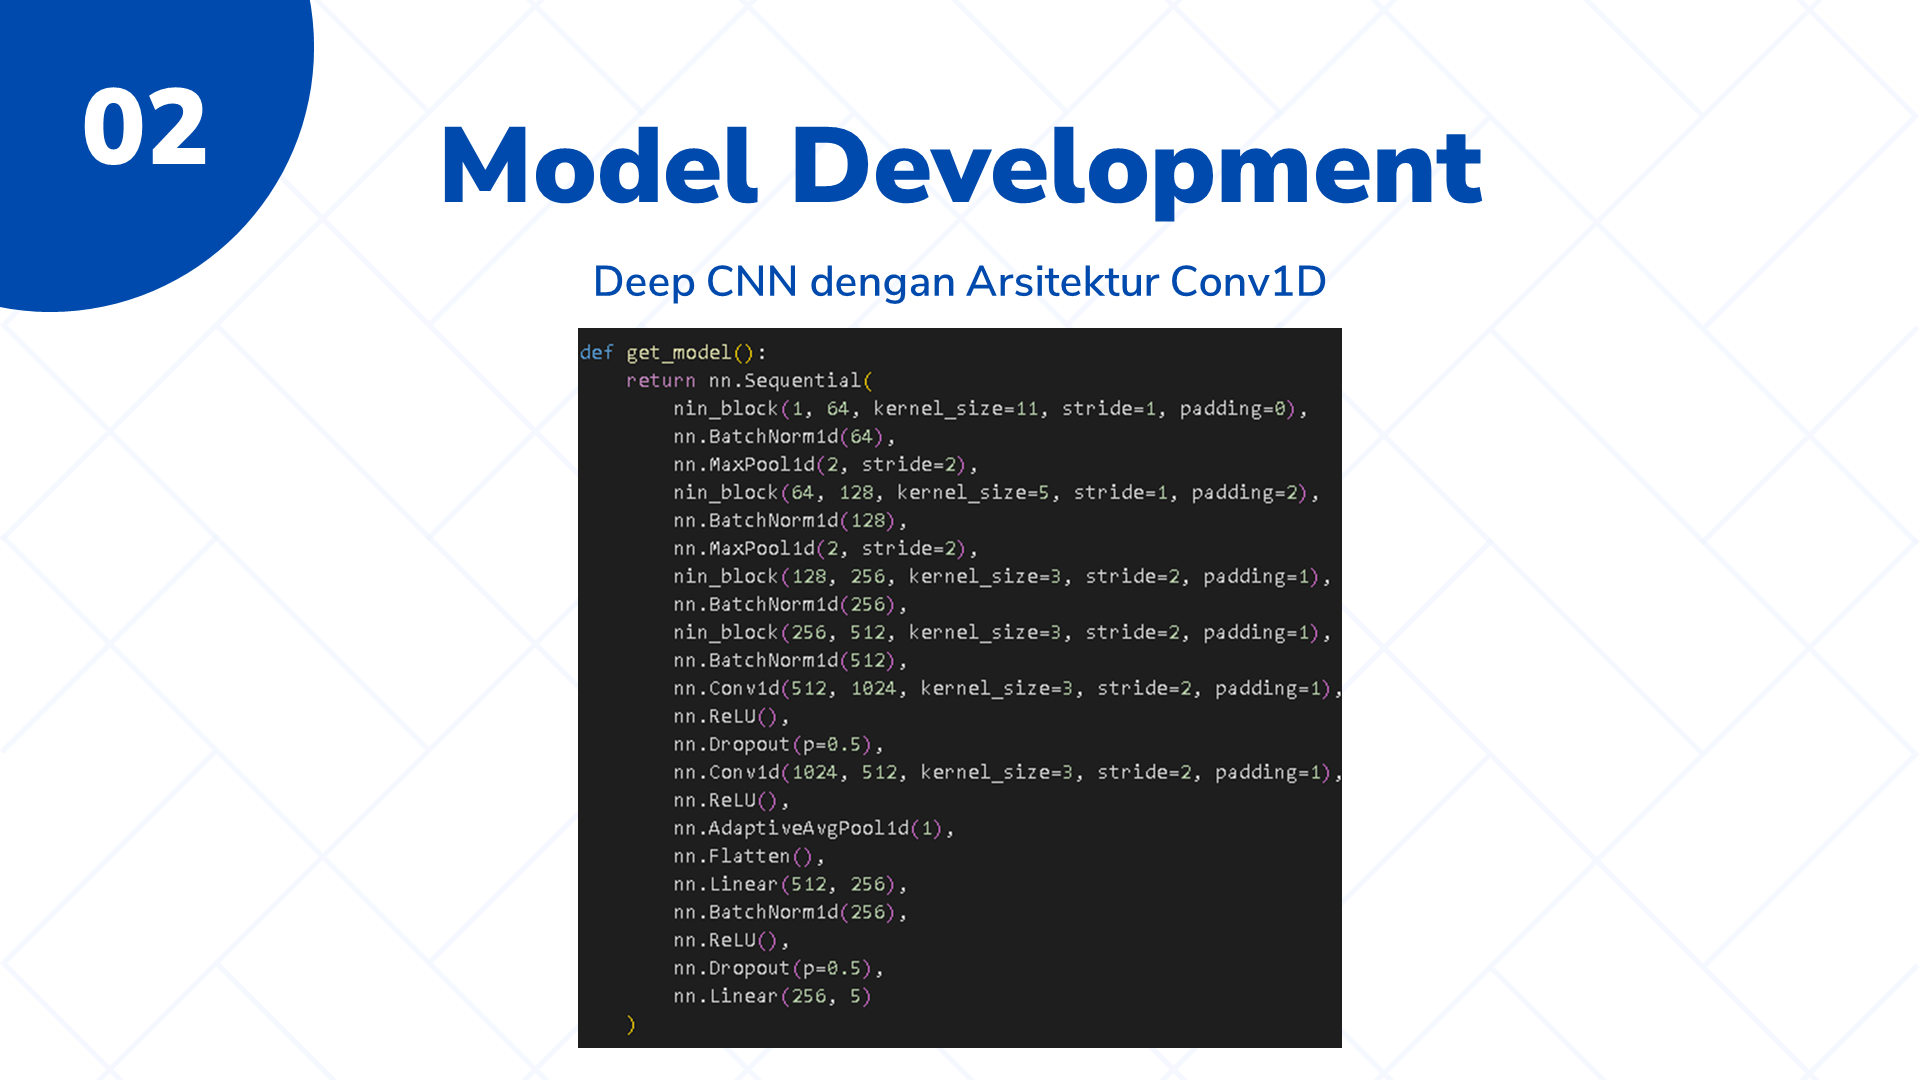 02
Model Development
Deep CNN dengan Arsitektur Conv1D
def get_model():
    return nn.Sequential(
        nin_block(1, 64, kernel_size=11, stride=1, padding=0),
        nn.BatchNorm1d(64),
        nn.MaxPool1d(2, stride=2),
        nin_block(64, 128, kernel_size=5, stride=1, padding=2),
        nn.BatchNorm1d(128),
        nn.MaxPool1d(2, stride=2),
        nin_block(128, 256, kernel_size=3, stride=2, padding=1),
        nn.BatchNorm1d(256),
        nin_block(256, 512, kernel_size=3, stride=2, padding=1),
        nn.BatchNorm1d(512),
        nn.Conv1d(512, 1024, kernel_size=3, stride=2, padding=1),
        nn.ReLU(),
        nn.Dropout(p=0.5),
        nn.Conv1d(1024, 512, kernel_size=3, stride=2, padding=1),
        nn.ReLU(),
        nn.AdaptiveAvgPool1d(1),
        nn.Flatten(),
        nn.Linear(512, 256),
        nn.BatchNorm1d(256),
        nn.ReLU(),
        nn.Dropout(p=0.5),
        nn.Linear(256, 5)
    )